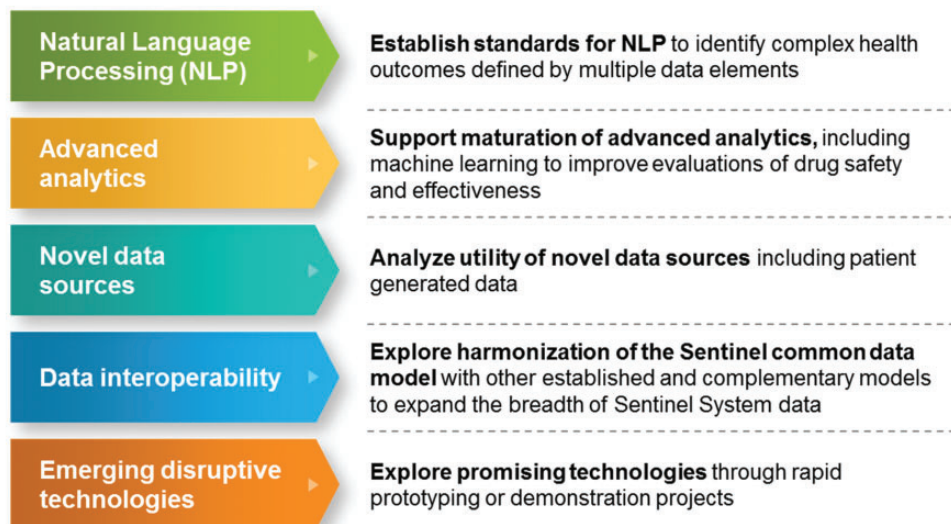 Natural Language
Processing (NLP)
Establish standards for NLP to identify complex health
outcomes defined by multiple data elements
Advanced
analytics
Support maturation of advanced analytics, including
machine learning to improve evaluations of drug safety
and effectiveness
Novel data
sources
Analyze utility of novel data sources including patient
generated data
Data interoperability
Explore harmonization of the Sentinel common data
model with other established and complementary models
to expand the breadth of Sentinel System data
Emerging disruptive
technologies
Explore promising technologies through rapid
prototyping or demonstration projects